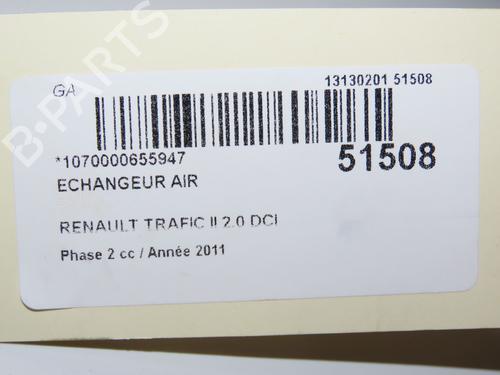 B-PARTS
GA
13130201 51508
*1070000655947
51508
ECHANGEUR AIR
RENAULT TRAFIC II 2.0 DCI
Phase 2 cc / Année 2011